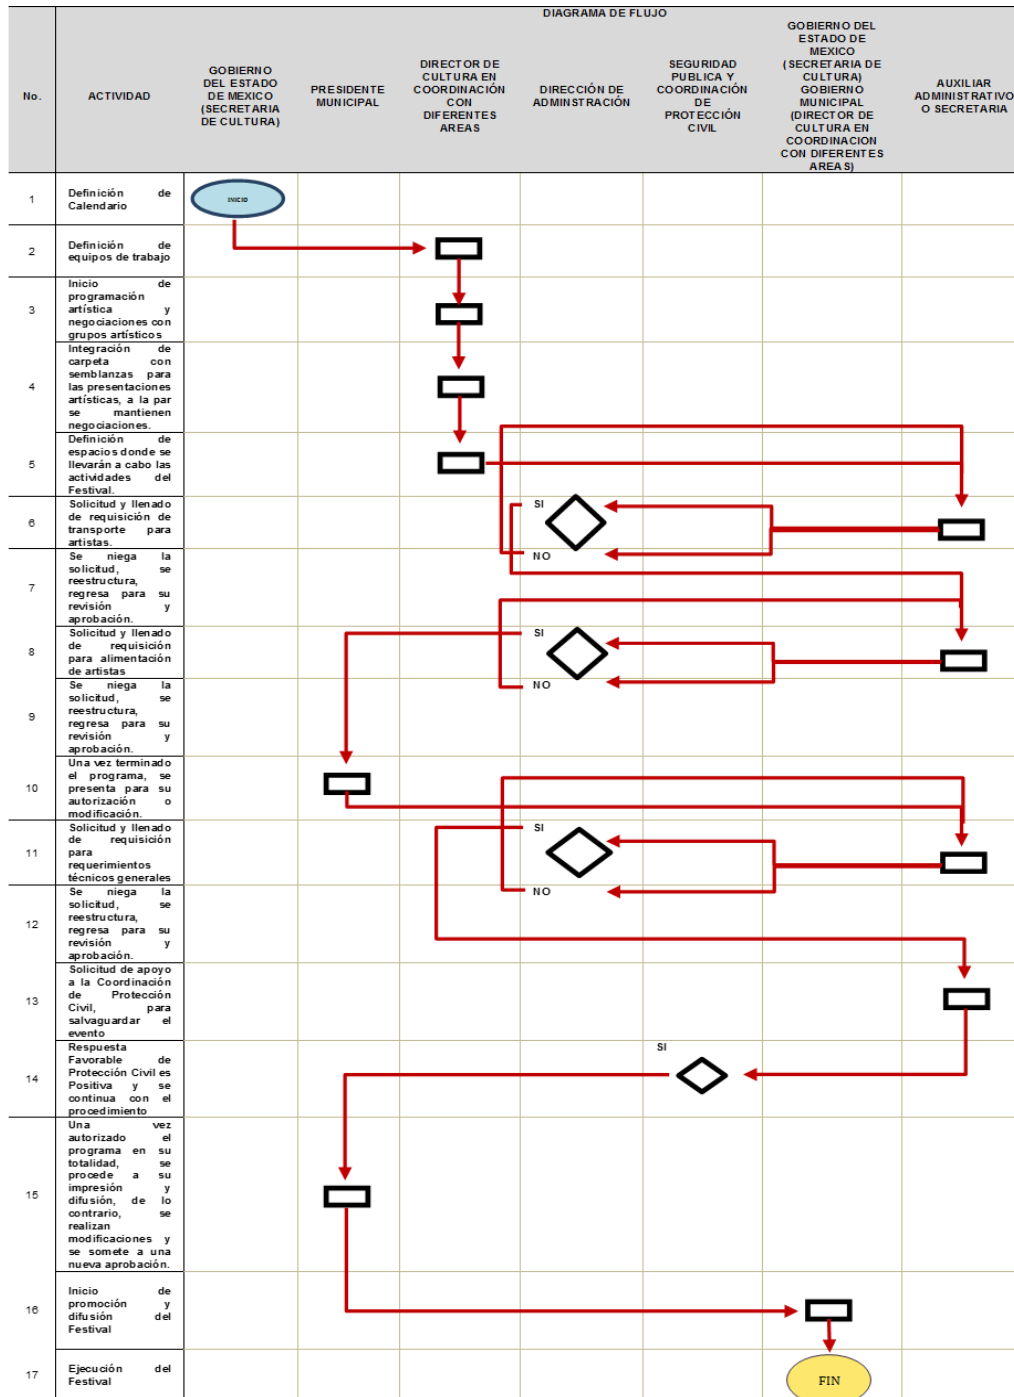 DIAGRAMA DE FLUJO
No.
ACTIVIDAD
GOBIERNO
DEL ESTADO
DE MEXICO
(SECRETARIA
DE CULTURA)
PRESIDENTE
MUNICIPAL
DIRECTOR DE
CULTURA EN
COORDINACIÓN
CON
DIFERENTES
AREAS
DIRECCIÓN DE
ADMINSTRACIÓN
SEGURIDAD
PUBLICA Y
COORDINACIÓN
DE
PROTECCIÓN
CIVIL
GOBIERNO DEL
ESTADO DE
MEXICO
(SECRETARIA DE
CULTURA)
GOBIERNO
MUNICIPAL
(DIRECTOR DE
CULTURA EN
COORDINACION
CON DIFERENTES
AREAS)
AUXILIAR
ADMINISTRATIVO
O SECRETARIA
1
Definición de
Calendario
INICIO
2
Definición de
equipos de trabajo
3
Inicio de
programación
artística y
negociaciones con
grupos artísticos
4
Integración de
carpeta con
semblanzas para
las presentaciones
artísticas, a la par
se mantienen
negociaciones.
5
Definición de
espacios donde se
llevarán a cabo las
actividades del
Festival.
6
Solicitud y llenado
de requisición de
transporte para
artistas.
SI
NO
7
Se niega la
solicitud, se
reestructura,
regresa para su
revisión y
aprobación.
8
Solicitud y llenado
de requisición
para alimentación
de artistas
SI
NO
9
Se niega la
solicitud, se
reestructura,
regresa para su
revisión y
aprobación.
10
Una vez terminado
el programa, se
presenta para su
autorización o
modificación.
11
Solicitud y llenado
de requisición
para
requerimientos
técnicos generales
SI
NO
12
Se niega la
solicitud, se
reestructura,
regresa para su
revisión y
aprobación.
13
Solicitud de apoyo
a la Coordinación
de Protección
Civil, para
salvaguardar el
evento
14
Respuesta
Favorable de
Protección Civil es
Positiva y se
continua con el
procedimiento
SI
15
Una vez
autorizado el
programa en su
totalidad, se
procede a su
impresión y
difusión, de lo
contrario, se
realizan
modificaciones y
se somete a una
nueva aprobación.
16
Inicio de
promoción y
difusión del
Festival
17
Ejecución del
Festival
FIN